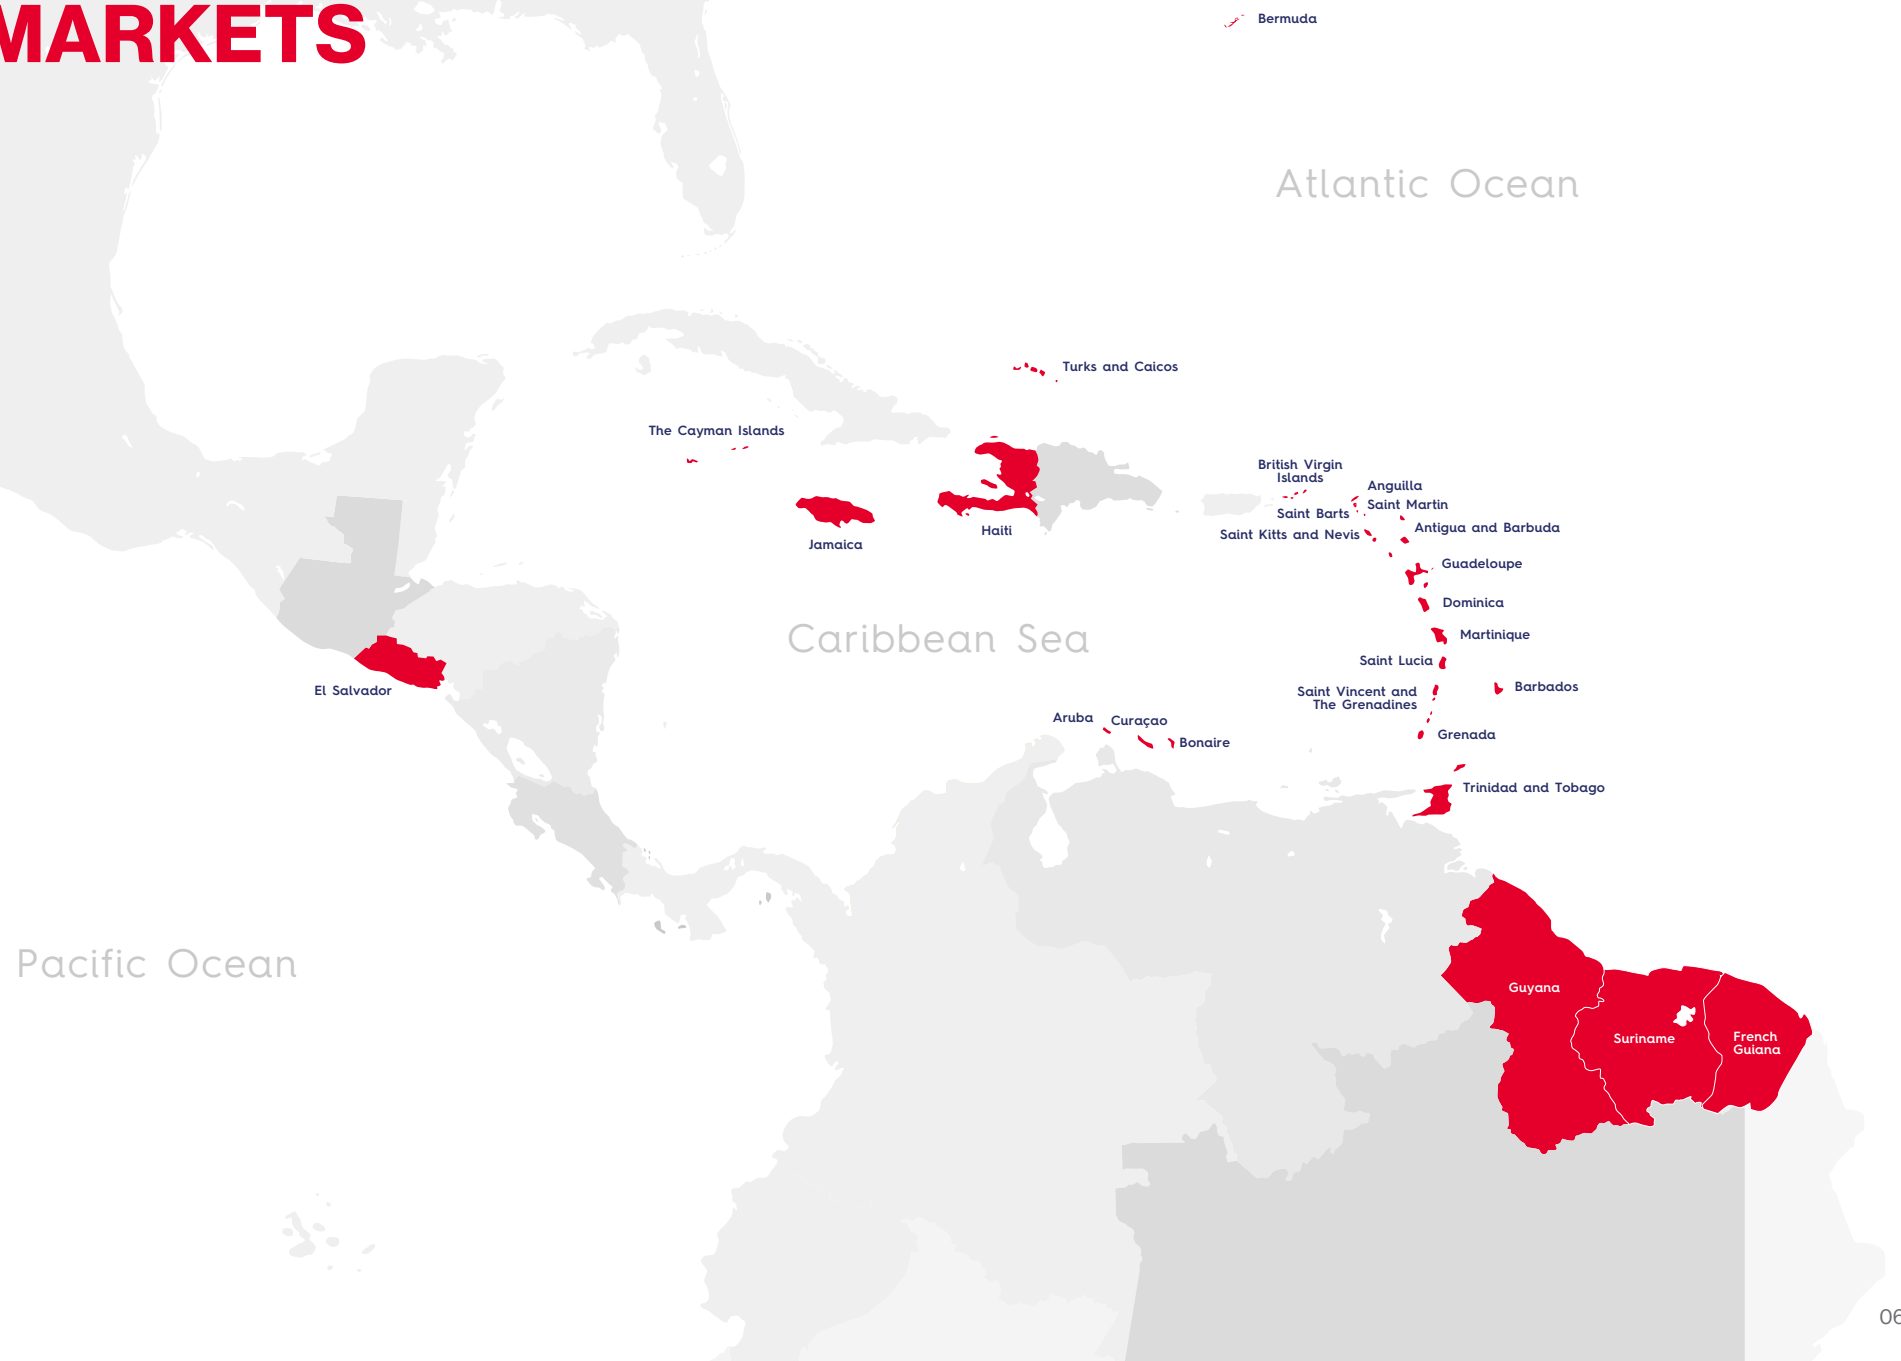 MARKETS
Bermuda
Atlantic Ocean
Turks and Caicos
The Cayman Islands
British Virgin
Islands
Anguilla
Saint Martin
Saint Barts
Antigua and Barbuda
Saint Kitts and Nevis
Haiti
Jamaica
Guadeloupe
Dominica
Caribbean Sea
Martinique
Saint Lucia
El Salvador
Saint Vincent and
The Grenadines
Barbados
Aruba
Curaçao
Bonaire
Grenada
Trinidad and Tobago
Pacific Ocean
Guyana
Suriname
French
Guiana
06